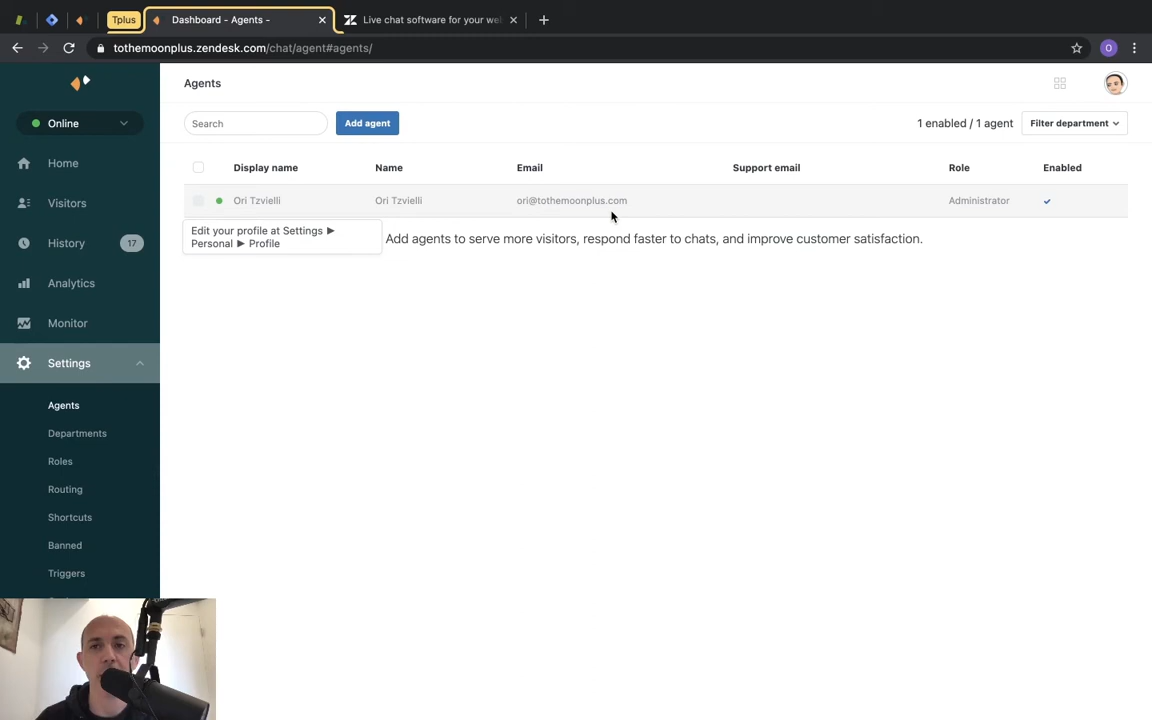 Tplus
Dashboard - Agents -
Live chat software for your we
tothemoonplus.zendesk.com/chat/agent#agents/
O
Online
Home
Visitors
History
17
Analytics
Monitor
Settings
Agents
Departments
Roles
Routing
Shortcuts
Banned
Triggers
Agents
Search
Add agent
1 enabled / 1 agent
Filter department
Display name
Name
Email
Support email
Role
Enabled
Ori Tzvielli
Ori Tzvielli
ori@tothemoonplus.com
Administrator
Edit your profile at Settings ▶
Personal ▶ Profile
Add agents to serve more visitors, respond faster to chats, and improve customer satisfaction.